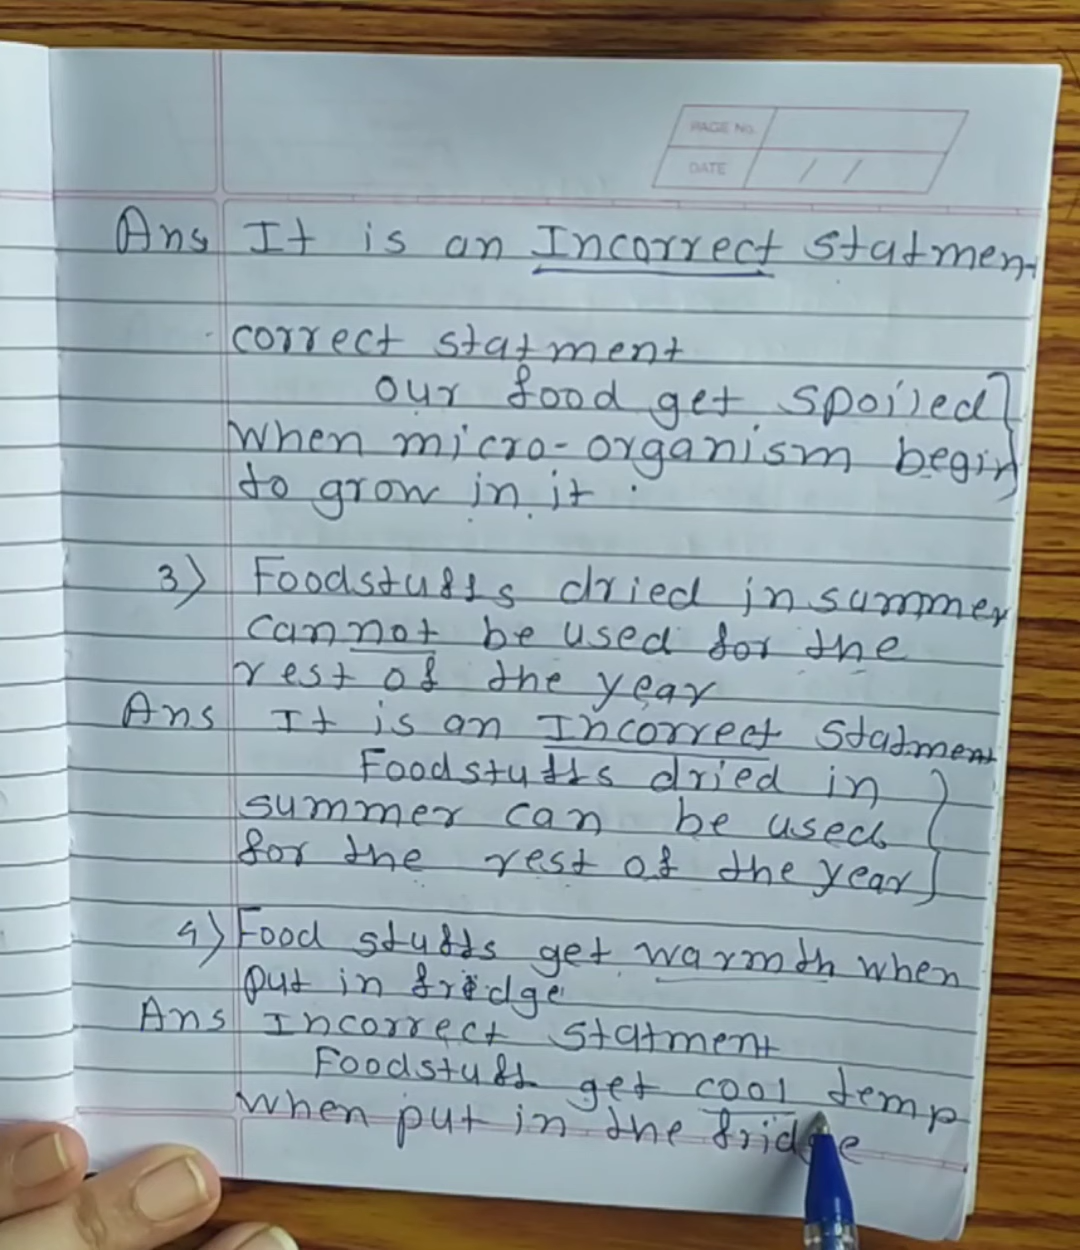 PAGE No.
DATE / /
Ans It is an Incorrect statmen
correct statment
our food get spoiled
when micro-organism begin
to grow in it.
3) Foodstuffs dried in summer
cannot be used for the
rest of the year
Ans It is an Incorrect statment
Foodstuffs dried in
summer can be used
for the rest of the year
4) Food stuffs get warmth when
put in fridge
Ans Incorrect statment
Foodstuff get cool temp
when put in the fridge